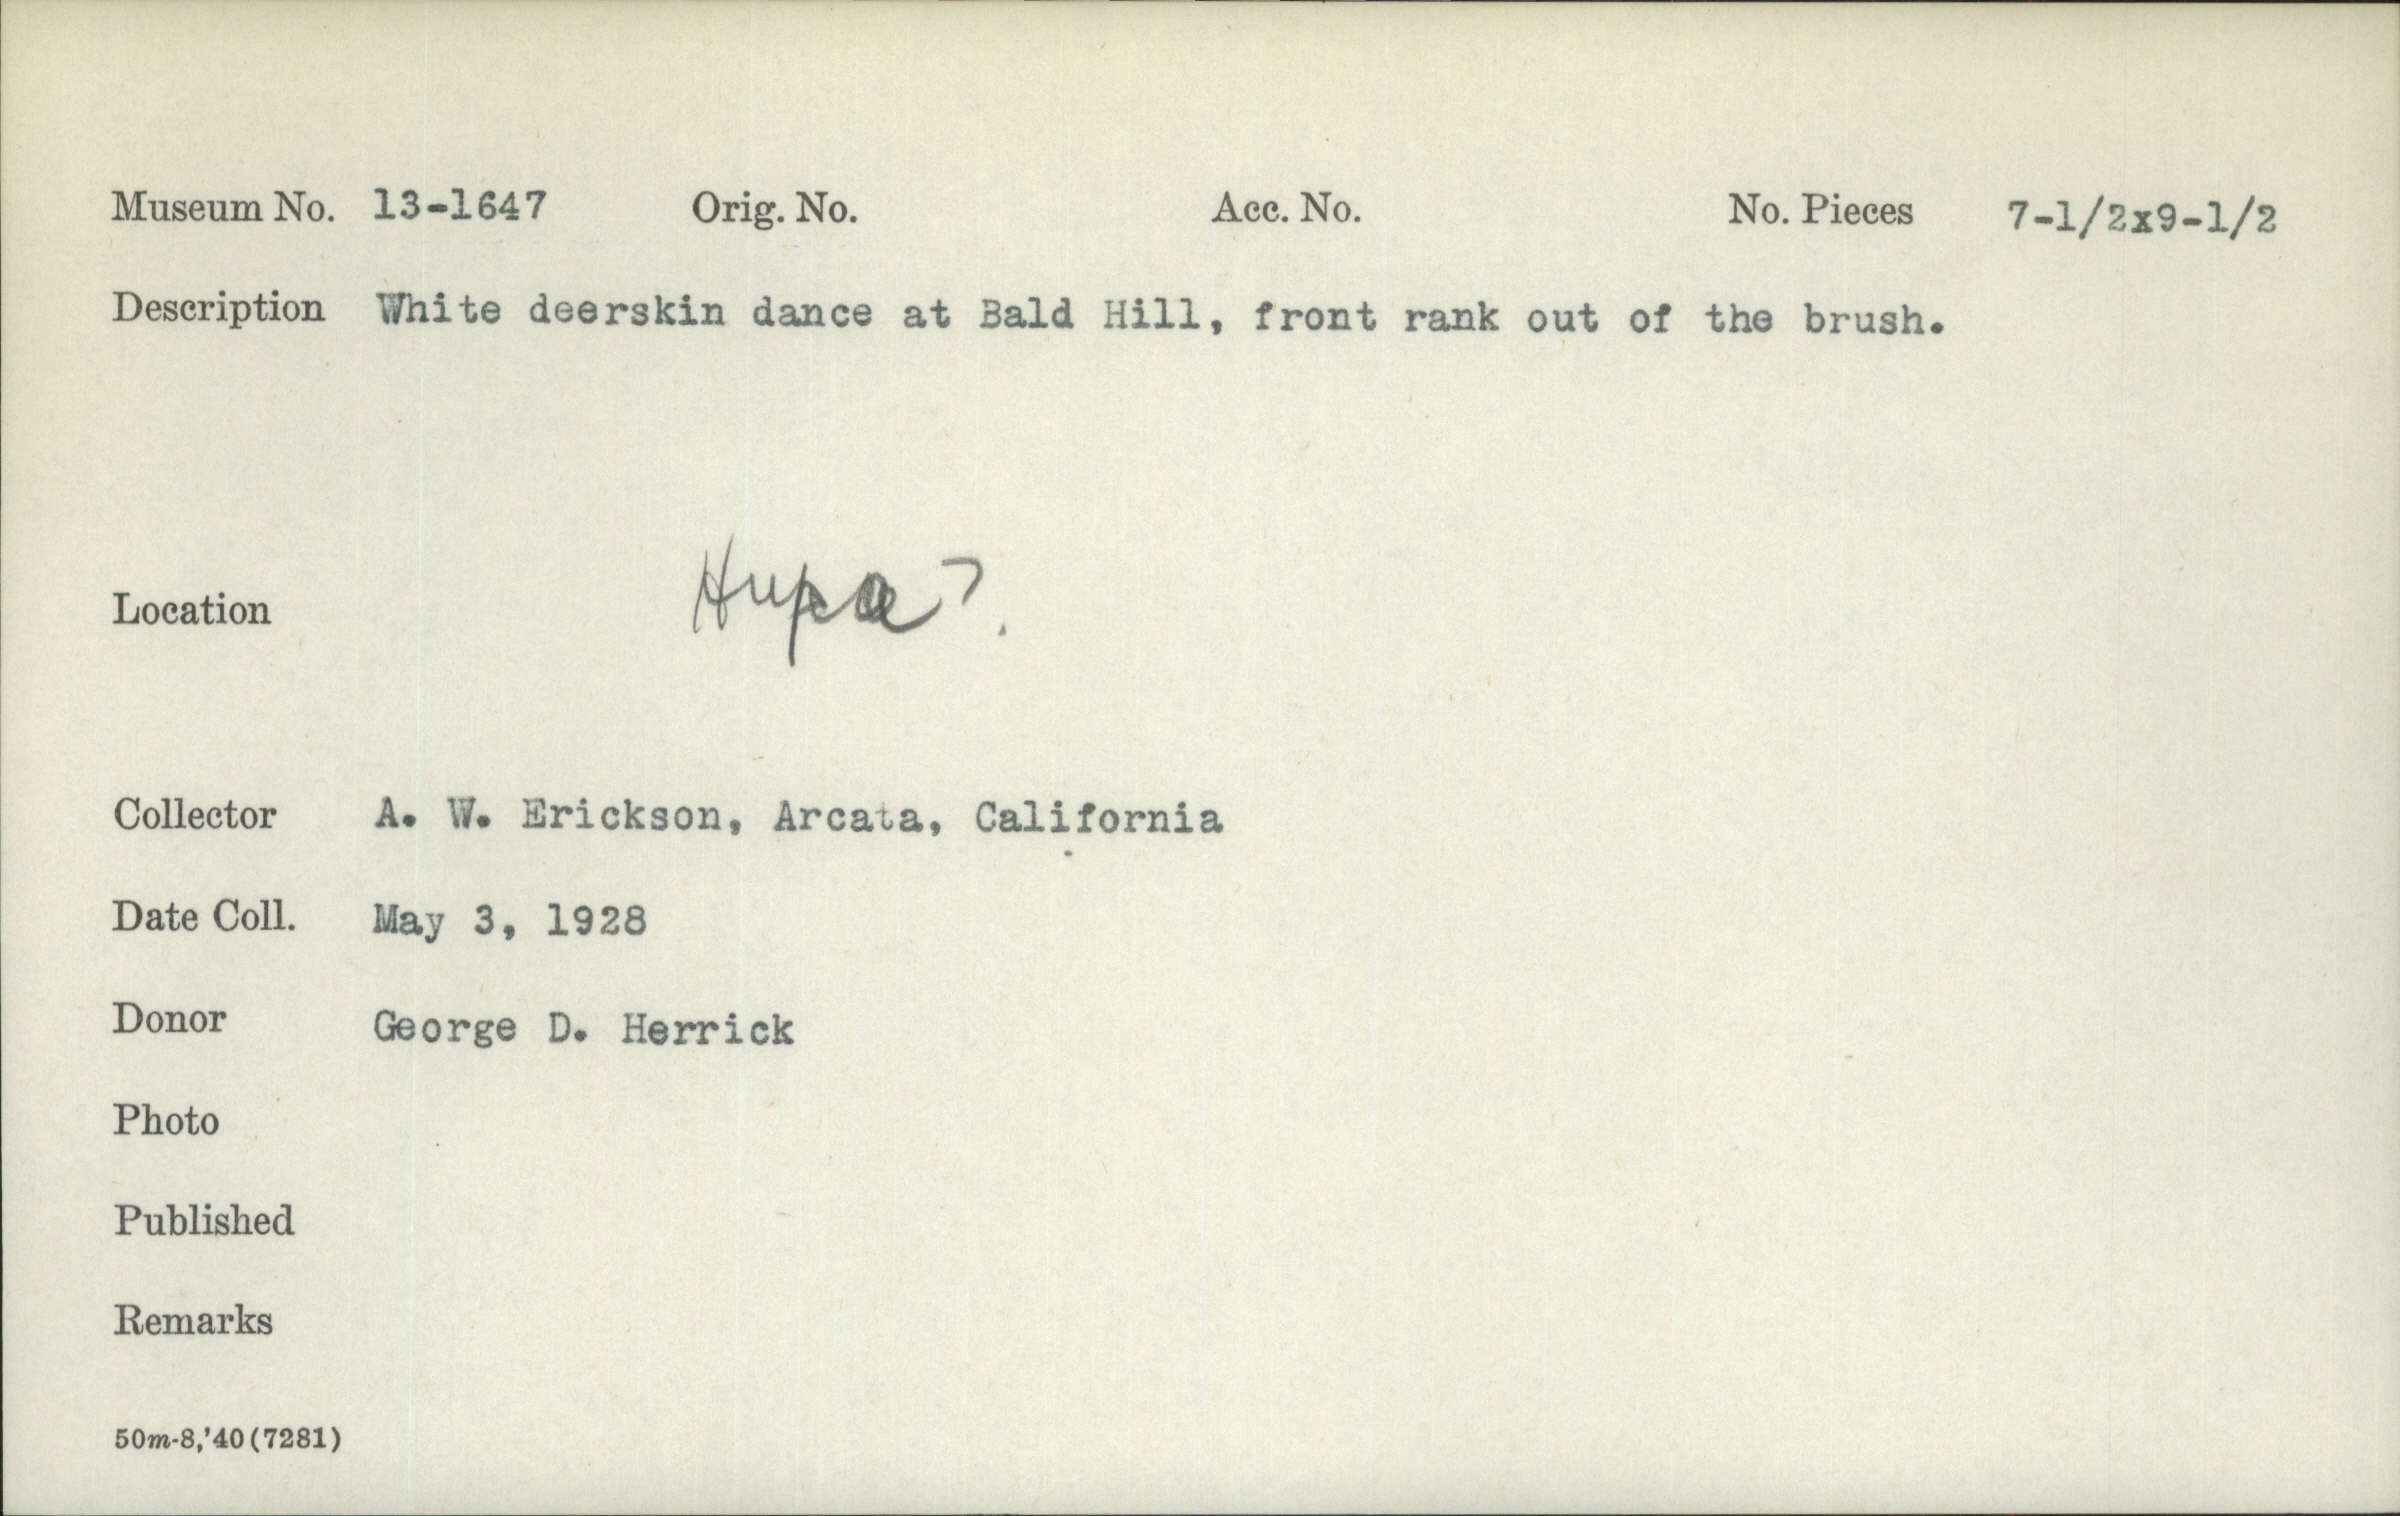 Museum No. 13-1647 Orig. No. Acc. No. No. Pieces 7-1/2x9-1/2
Description White deerskin dance at Bald Hill, front rank out of the brush.
Location Hupa?
Collector A. W. Erickson, Arcata, California
Date Coll. May 3, 1928
Donor George D. Herrick
Photo
Published
Remarks
50m-8,'40(7281)